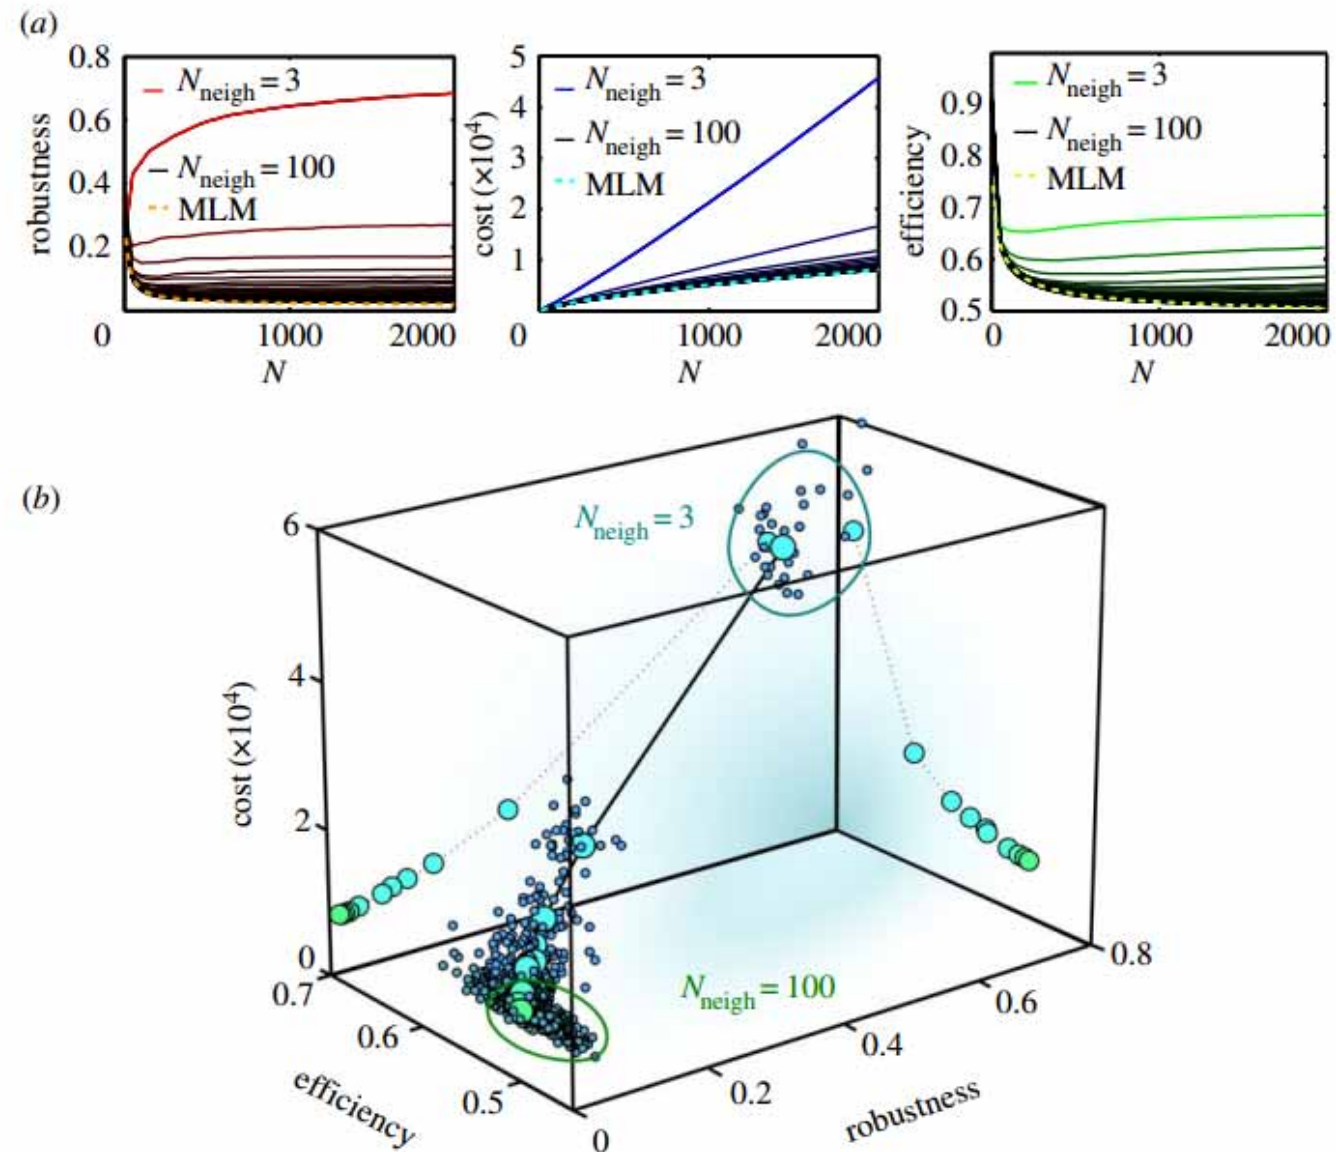 (a)
0.8
0.6
0.4
0.2
robustness
N_neigh = 3
N_neigh = 100
MLM
0 1000 2000
N
5
4
3
2
1
cost (×10^4)
N_neigh = 3
N_neigh = 100
MLM
0 1000 2000
N
0.9
0.8
0.7
0.6
0.5
efficiency
N_neigh = 3
N_neigh = 100
MLM
0 1000 2000
N
(b)
N_neigh = 3
6
4
2
0
cost (×10^4)
0.7
0.6
0.5
efficiency
N_neigh = 100
0.8
0.6
0.4
0.2
0
robustness